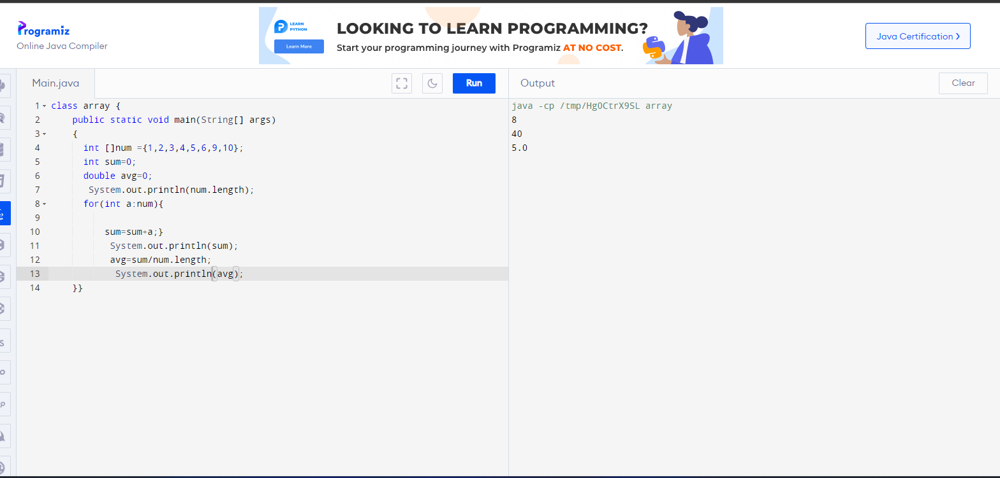 Programiz
Online Java Compiler
LEARN
PYTHON
Learn More
LOOKING TO LEARN PROGRAMMING?
Start your programming journey with Programiz AT NO COST.
Java Certification ❯
Main.java
Run
Output
Clear
1 class array {
2 public static void main(String[] args)
3 {
4 int []num ={1,2,3,4,5,6,9,10};
5 int sum=0;
6 double avg=0;
7 System.out.println(num.length);
8 for(int a:num){
9
10 sum=sum+a;}
11 System.out.println(sum);
12 avg=sum/num.length;
13 System.out.println(avg);
14 }}
java -cp /tmp/HgOCtrX9SL array
8
40
5.0